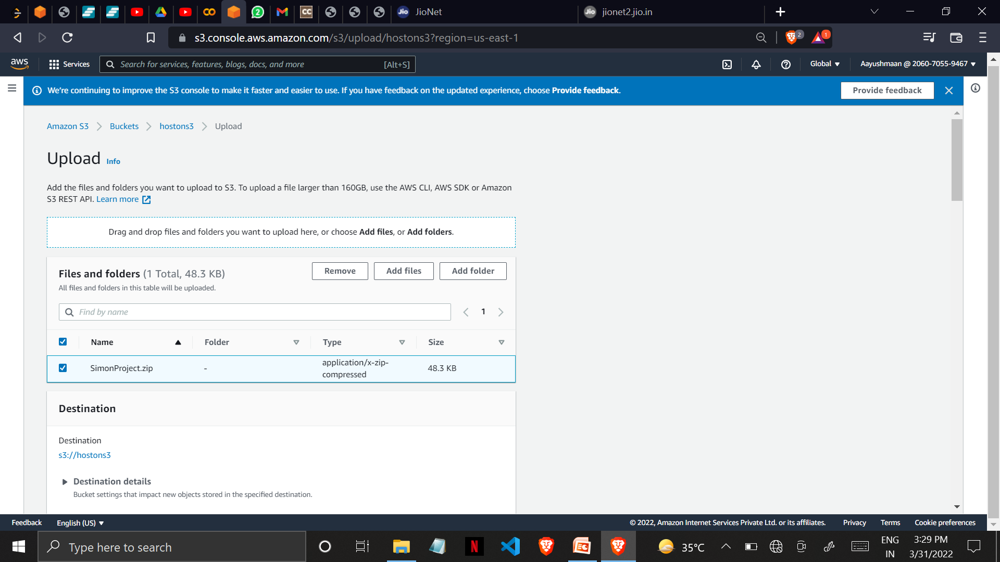 JioNet
jionet2.jio.in
s3.console.aws.amazon.com/s3/upload/hostons3?region=us-east-1
2
1
aws
Services
Search for services, features, blogs, docs, and more
[Alt+S]
Global
Aayushmaan @ 2060-7055-9467
We're continuing to improve the S3 console to make it faster and easier to use. If you have feedback on the updated experience, choose Provide feedback.
Provide feedback
Amazon S3
Buckets
hostons3
Upload
Upload
Info
Add the files and folders you want to upload to S3. To upload a file larger than 160GB, use the AWS CLI, AWS SDK or Amazon
S3 REST API. Learn more
Drag and drop files and folders you want to upload here, or choose Add files, or Add folders.
Files and folders (1 Total, 48.3 KB)
Remove
Add files
Add folder
All files and folders in this table will be uploaded.
Find by name
1
Name
Folder
Type
Size
SimonProject.zip
-
application/x-zip-
compressed
48.3 KB
Destination
Destination
s3://hostons3
Destination details
Bucket settings that impact new objects stored in the specified destination.
Feedback
English (US)
© 2022, Amazon Internet Services Private Ltd. or its affiliates.
Privacy
Terms
Cookie preferences
Type here to search
35°C
ENG
IN
3:29 PM
3/31/2022